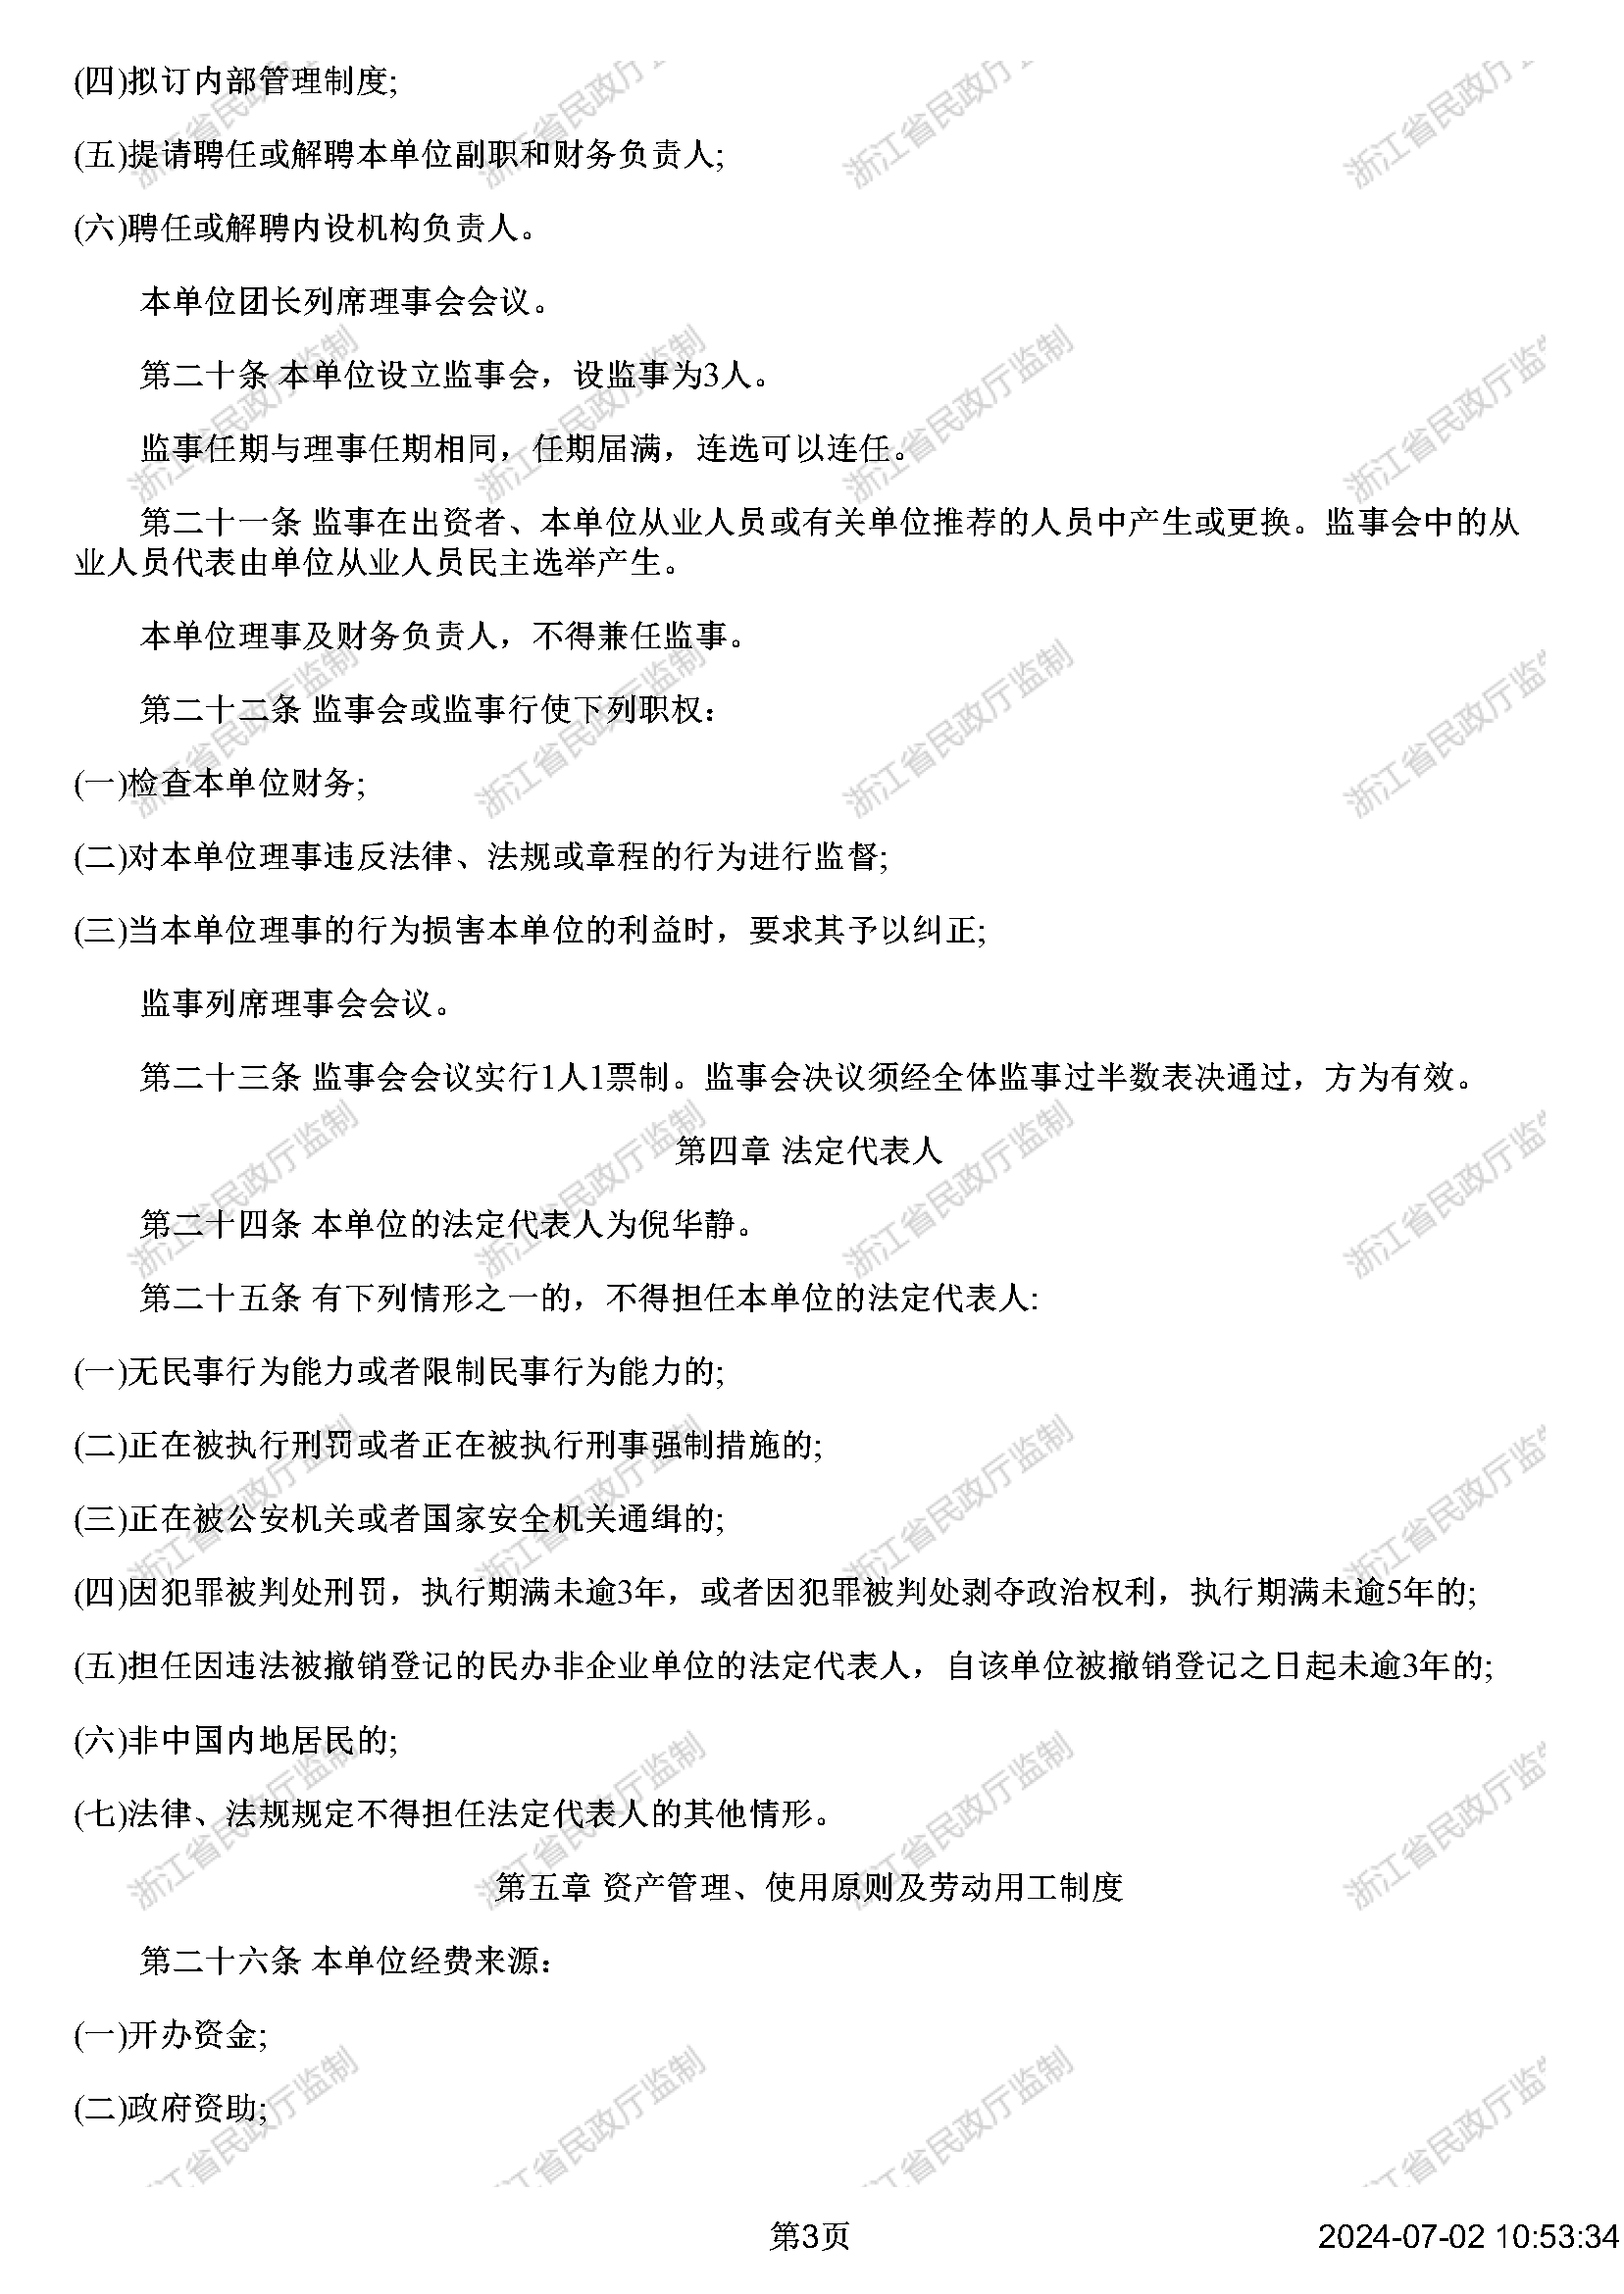 (四)拟订内部管理制度;
(五)提请聘任或解聘本单位副职和财务负责人;
(六)聘任或解聘内设机构负责人。
本单位团长列席理事会会议。
第二十条 本单位设立监事会，设监事为3人。
监事任期与理事任期相同，任期届满，连选可以连任。
第二十一条 监事在出资者、本单位从业人员或有关单位推荐的人员中产生或更换。监事会中的从
业人员代表由单位从业人员民主选举产生。
本单位理事及财务负责人，不得兼任监事。
第二十二条 监事会或监事行使下列职权：
(一)检查本单位财务;
(二)对本单位理事违反法律、法规或章程的行为进行监督;
(三)当本单位理事的行为损害本单位的利益时，要求其予以纠正;
监事列席理事会会议。
第二十三条 监事会会议实行1人1票制。监事会决议须经全体监事过半数表决通过，方为有效。
第四章 法定代表人
第二十四条 本单位的法定代表人为倪华静。
第二十五条 有下列情形之一的，不得担任本单位的法定代表人:
(一)无民事行为能力或者限制民事行为能力的;
(二)正在被执行刑罚或者正在被执行刑事强制措施的;
(三)正在被公安机关或者国家安全机关通缉的;
(四)因犯罪被判处刑罚，执行期满未逾3年，或者因犯罪被判处剥夺政治权利，执行期满未逾5年的;
(五)担任因违法被撤销登记的民办非企业单位的法定代表人，自该单位被撤销登记之日起未逾3年的;
(六)非中国内地居民的;
(七)法律、法规规定不得担任法定代表人的其他情形。
第五章 资产管理、使用原则及劳动用工制度
第二十六条 本单位经费来源：
(一)开办资金;
(二)政府资助;
浙江省民政厅监制
第3页
2024-07-02 10:53:34